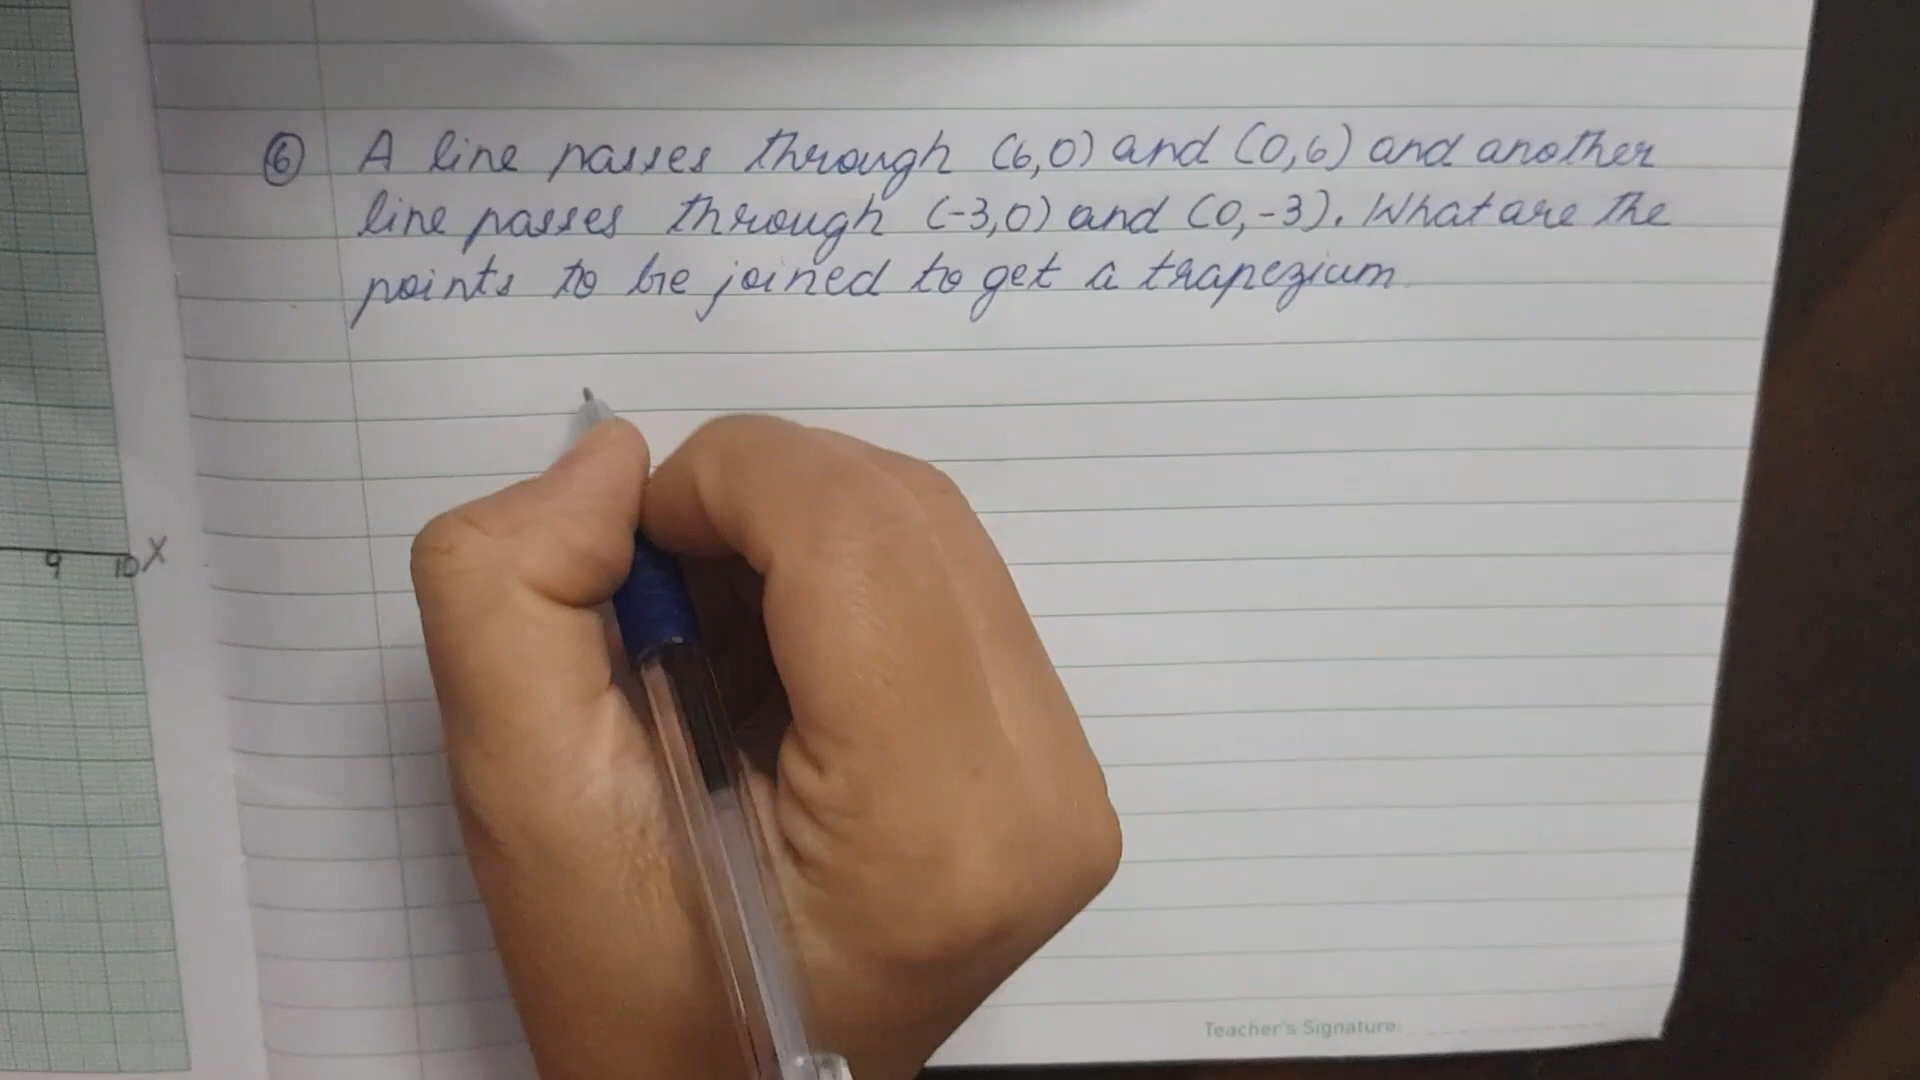 ⑥ A line passes through (6,0) and (0,6) and another
line passes through (-3,0) and (0,-3). What are the
points to be joined to get a trapezium
9 10 X
Teacher's Signature